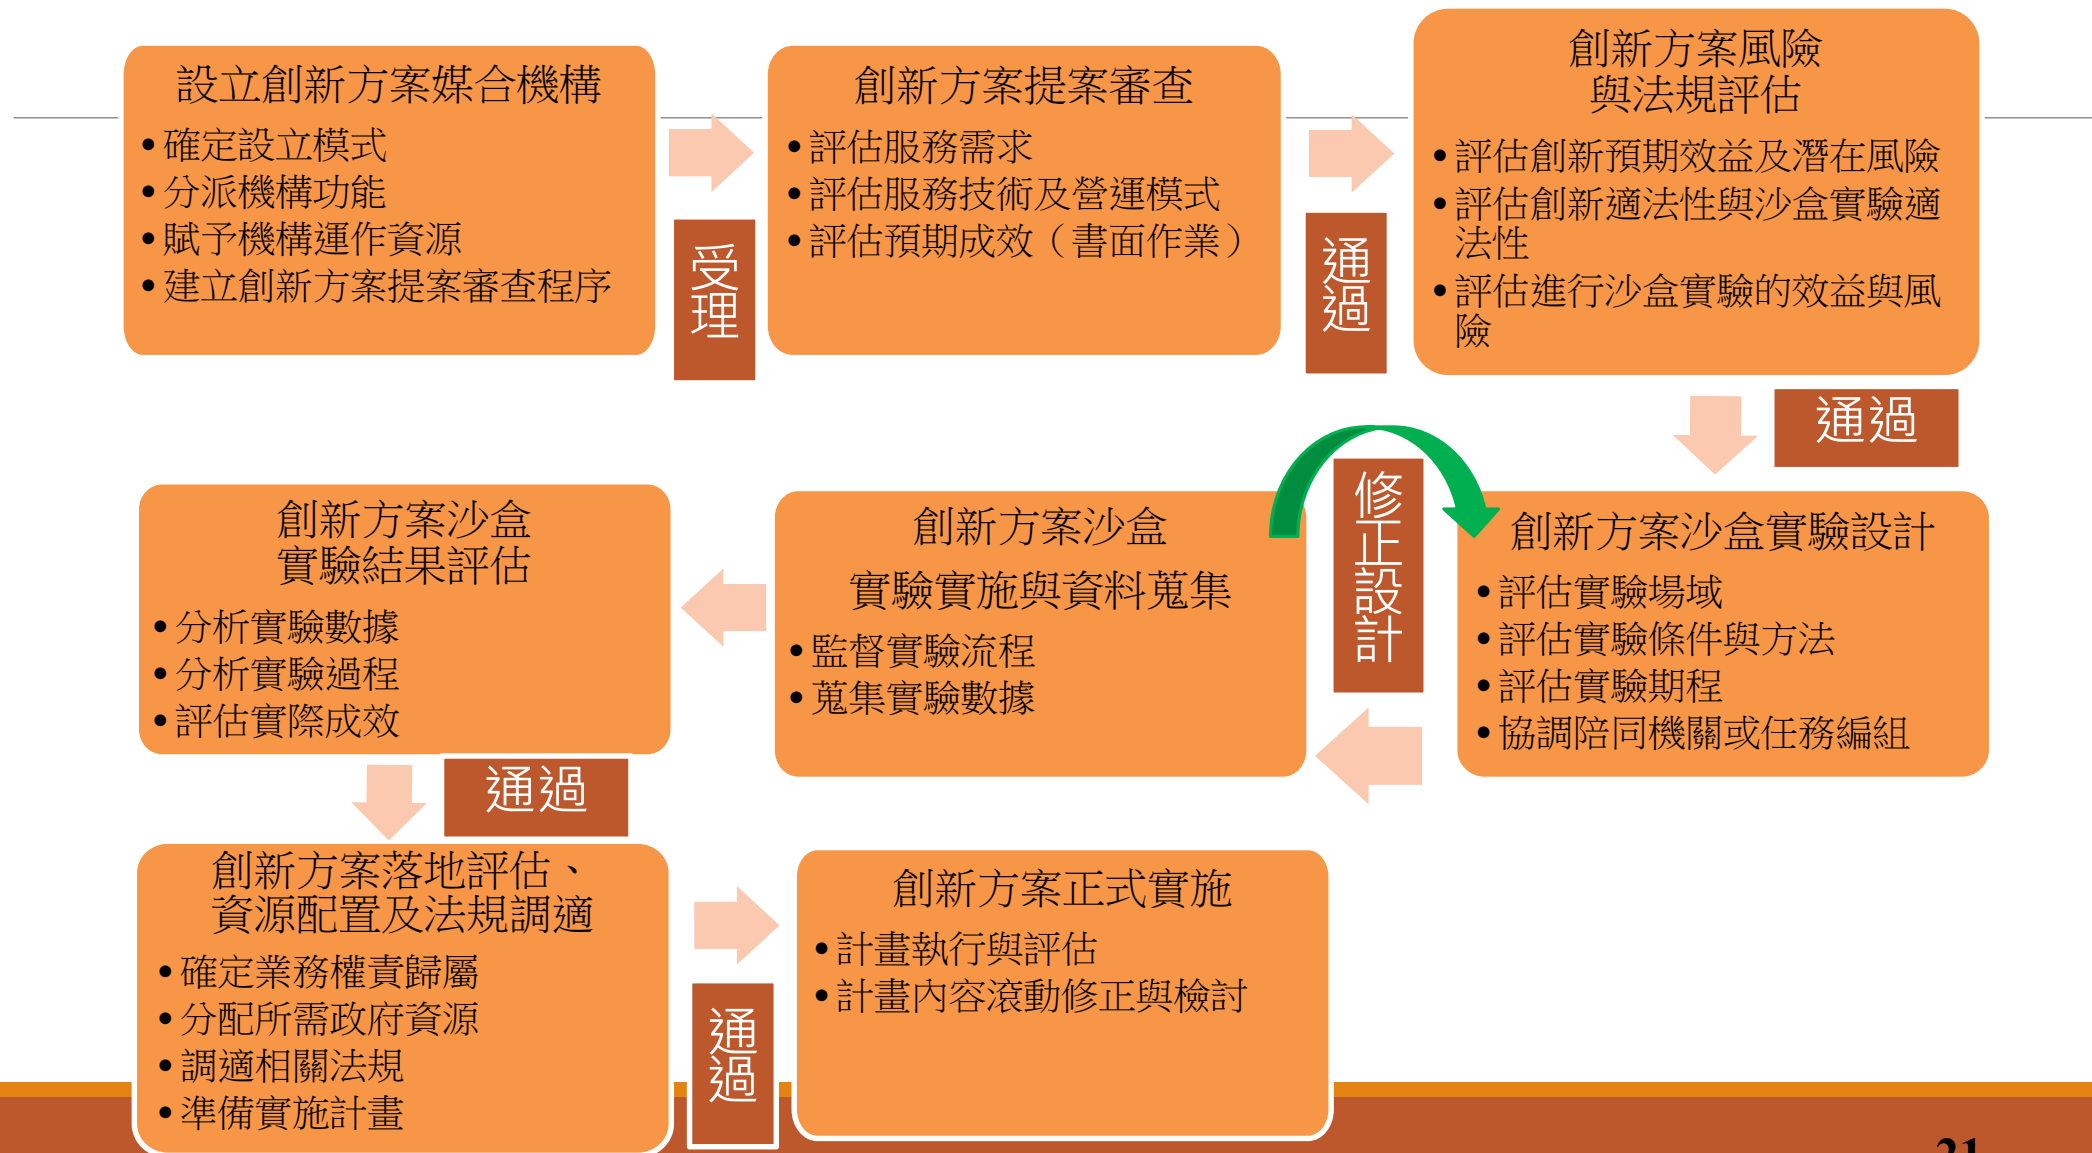 設立創新方案媒合機構
•確定設立模式
•分派機構功能
•賦予機構運作資源
•建立創新方案提案審查程序
受理
創新方案提案審查
•評估服務需求
•評估服務技術及營運模式
•評估預期成效（書面作業）
通過
創新方案風險
與法規評估
•評估創新預期效益及潛在風險
•評估創新適法性與沙盒實驗適
法性
•評估進行沙盒實驗的效益與風
險
通過
創新方案沙盒實驗設計
•評估實驗場域
•評估實驗條件與方法
•評估實驗期程
•協調陪同機關或任務編組
修正設計
創新方案沙盒
實驗實施與資料蒐集
•監督實驗流程
•蒐集實驗數據
創新方案沙盒
實驗結果評估
•分析實驗數據
•分析實驗過程
•評估實際成效
通過
創新方案落地評估、
資源配置及法規調適
•確定業務權責歸屬
•分配所需政府資源
•調適相關法規
•準備實施計畫
通過
創新方案正式實施
•計畫執行與評估
•計畫內容滾動修正與檢討
21